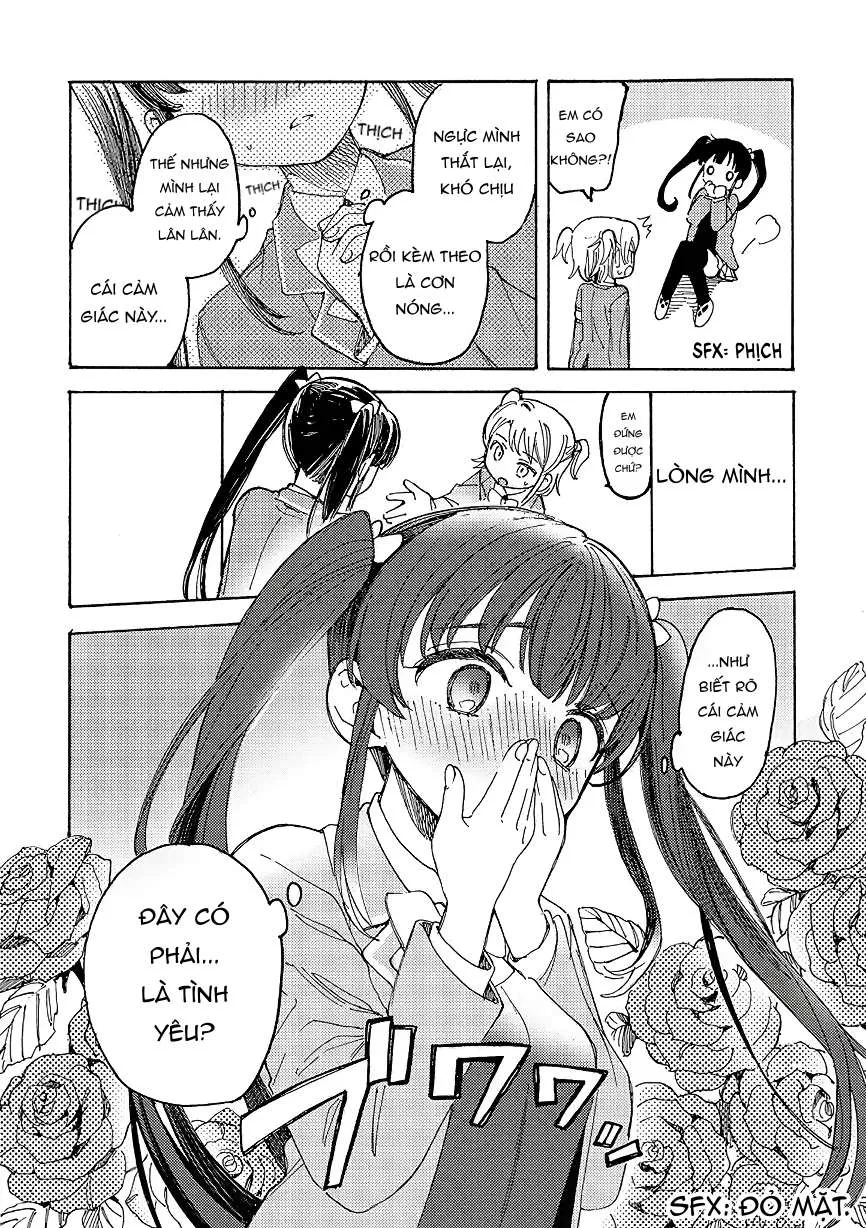 EM CÓ
SAO
KHÔNG?!
SFX: PHỊCH
NGỰC MÌNH
THẮT LẠI,
KHÓ CHỊU
RỒI KÈM THEO
LÀ CƠN
NÓNG...
THỊCH
THỊCH
THỊCH
THẾ NHƯNG
MÌNH LẠI
CẢM THẤY
LÂN LÂN.
CÁI CẢM
GIÁC NÀY...
LÒNG MÌNH...
EM
ĐỨNG
ĐƯỢC
CHỨ?
...NHƯ
BIẾT RÕ
CÁI CẢM
GIÁC
NÀY
ĐÂY CÓ
PHẢI...
LÀ TÌNH
YÊU?
ブワワッ
SFX: ĐỎ MẶT.